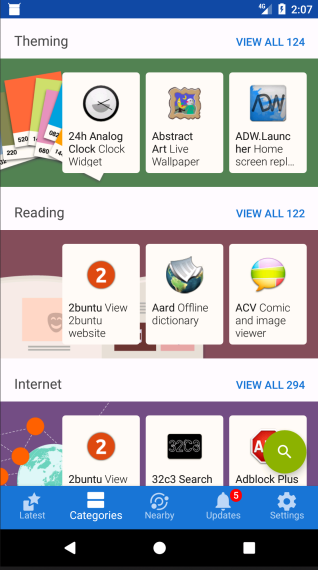 4G 2:07
Theming VIEW ALL 124
520
082
680
220
24h Analog
Clock Clock
Widget
Abstract
Art Live
Wallpaper
ADW.Launc
her Home
screen repl...
Reading VIEW ALL 122
2
2buntu View
2buntu
website
Aard Offline
dictionary
ACV Comic
and image
viewer
Internet VIEW ALL 294
2
2buntu View
32C3
32c3 Search
Adblock Plus
Latest
Categories
Nearby
5
Updates
Settings